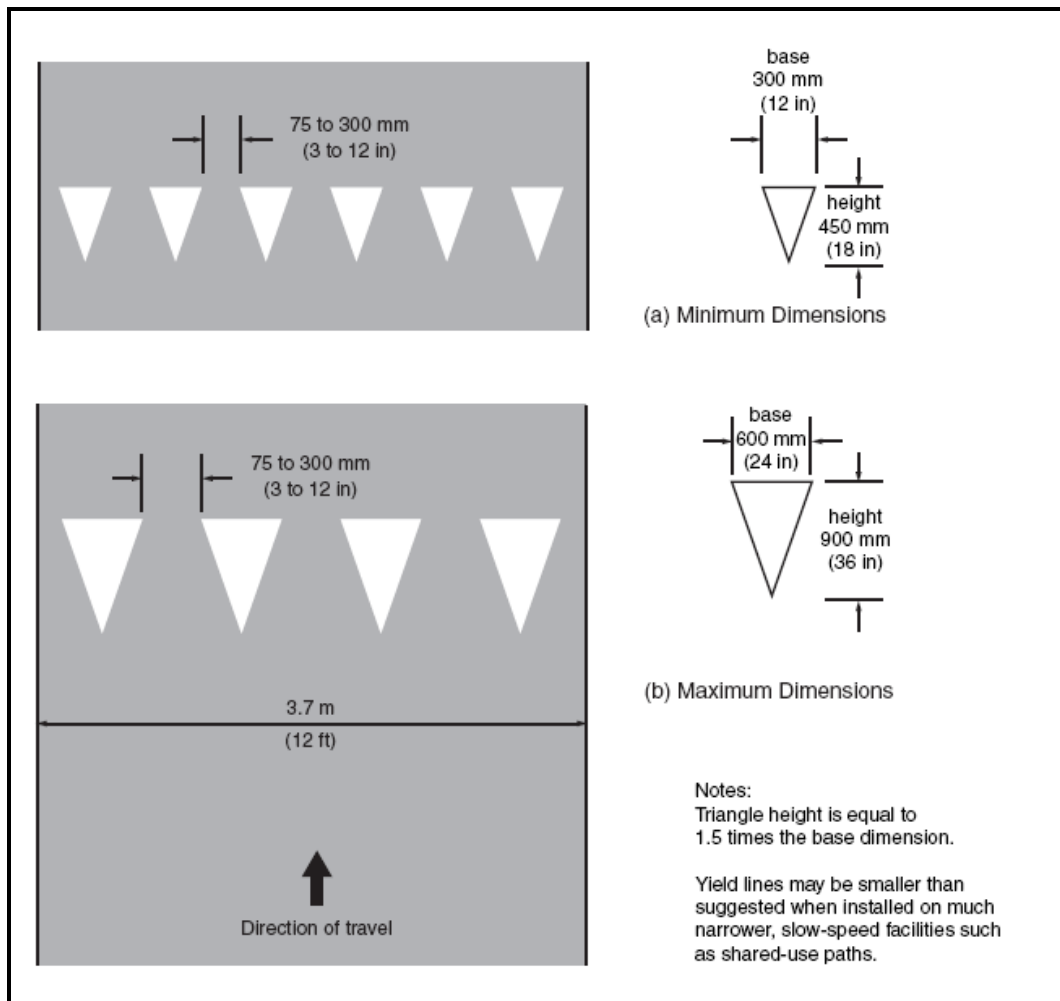 75 to 300 mm
(3 to 12 in)
base
300 mm
(12 in)
height
450 mm
(18 in)
(a) Minimum Dimensions
75 to 300 mm
(3 to 12 in)
base
600 mm
(24 in)
height
900 mm
(36 in)
(b) Maximum Dimensions
3.7 m
(12 ft)
Direction of travel
Notes:
Triangle height is equal to
1.5 times the base dimension.
Yield lines may be smaller than
suggested when installed on much
narrower, slow-speed facilities such
as shared-use paths.